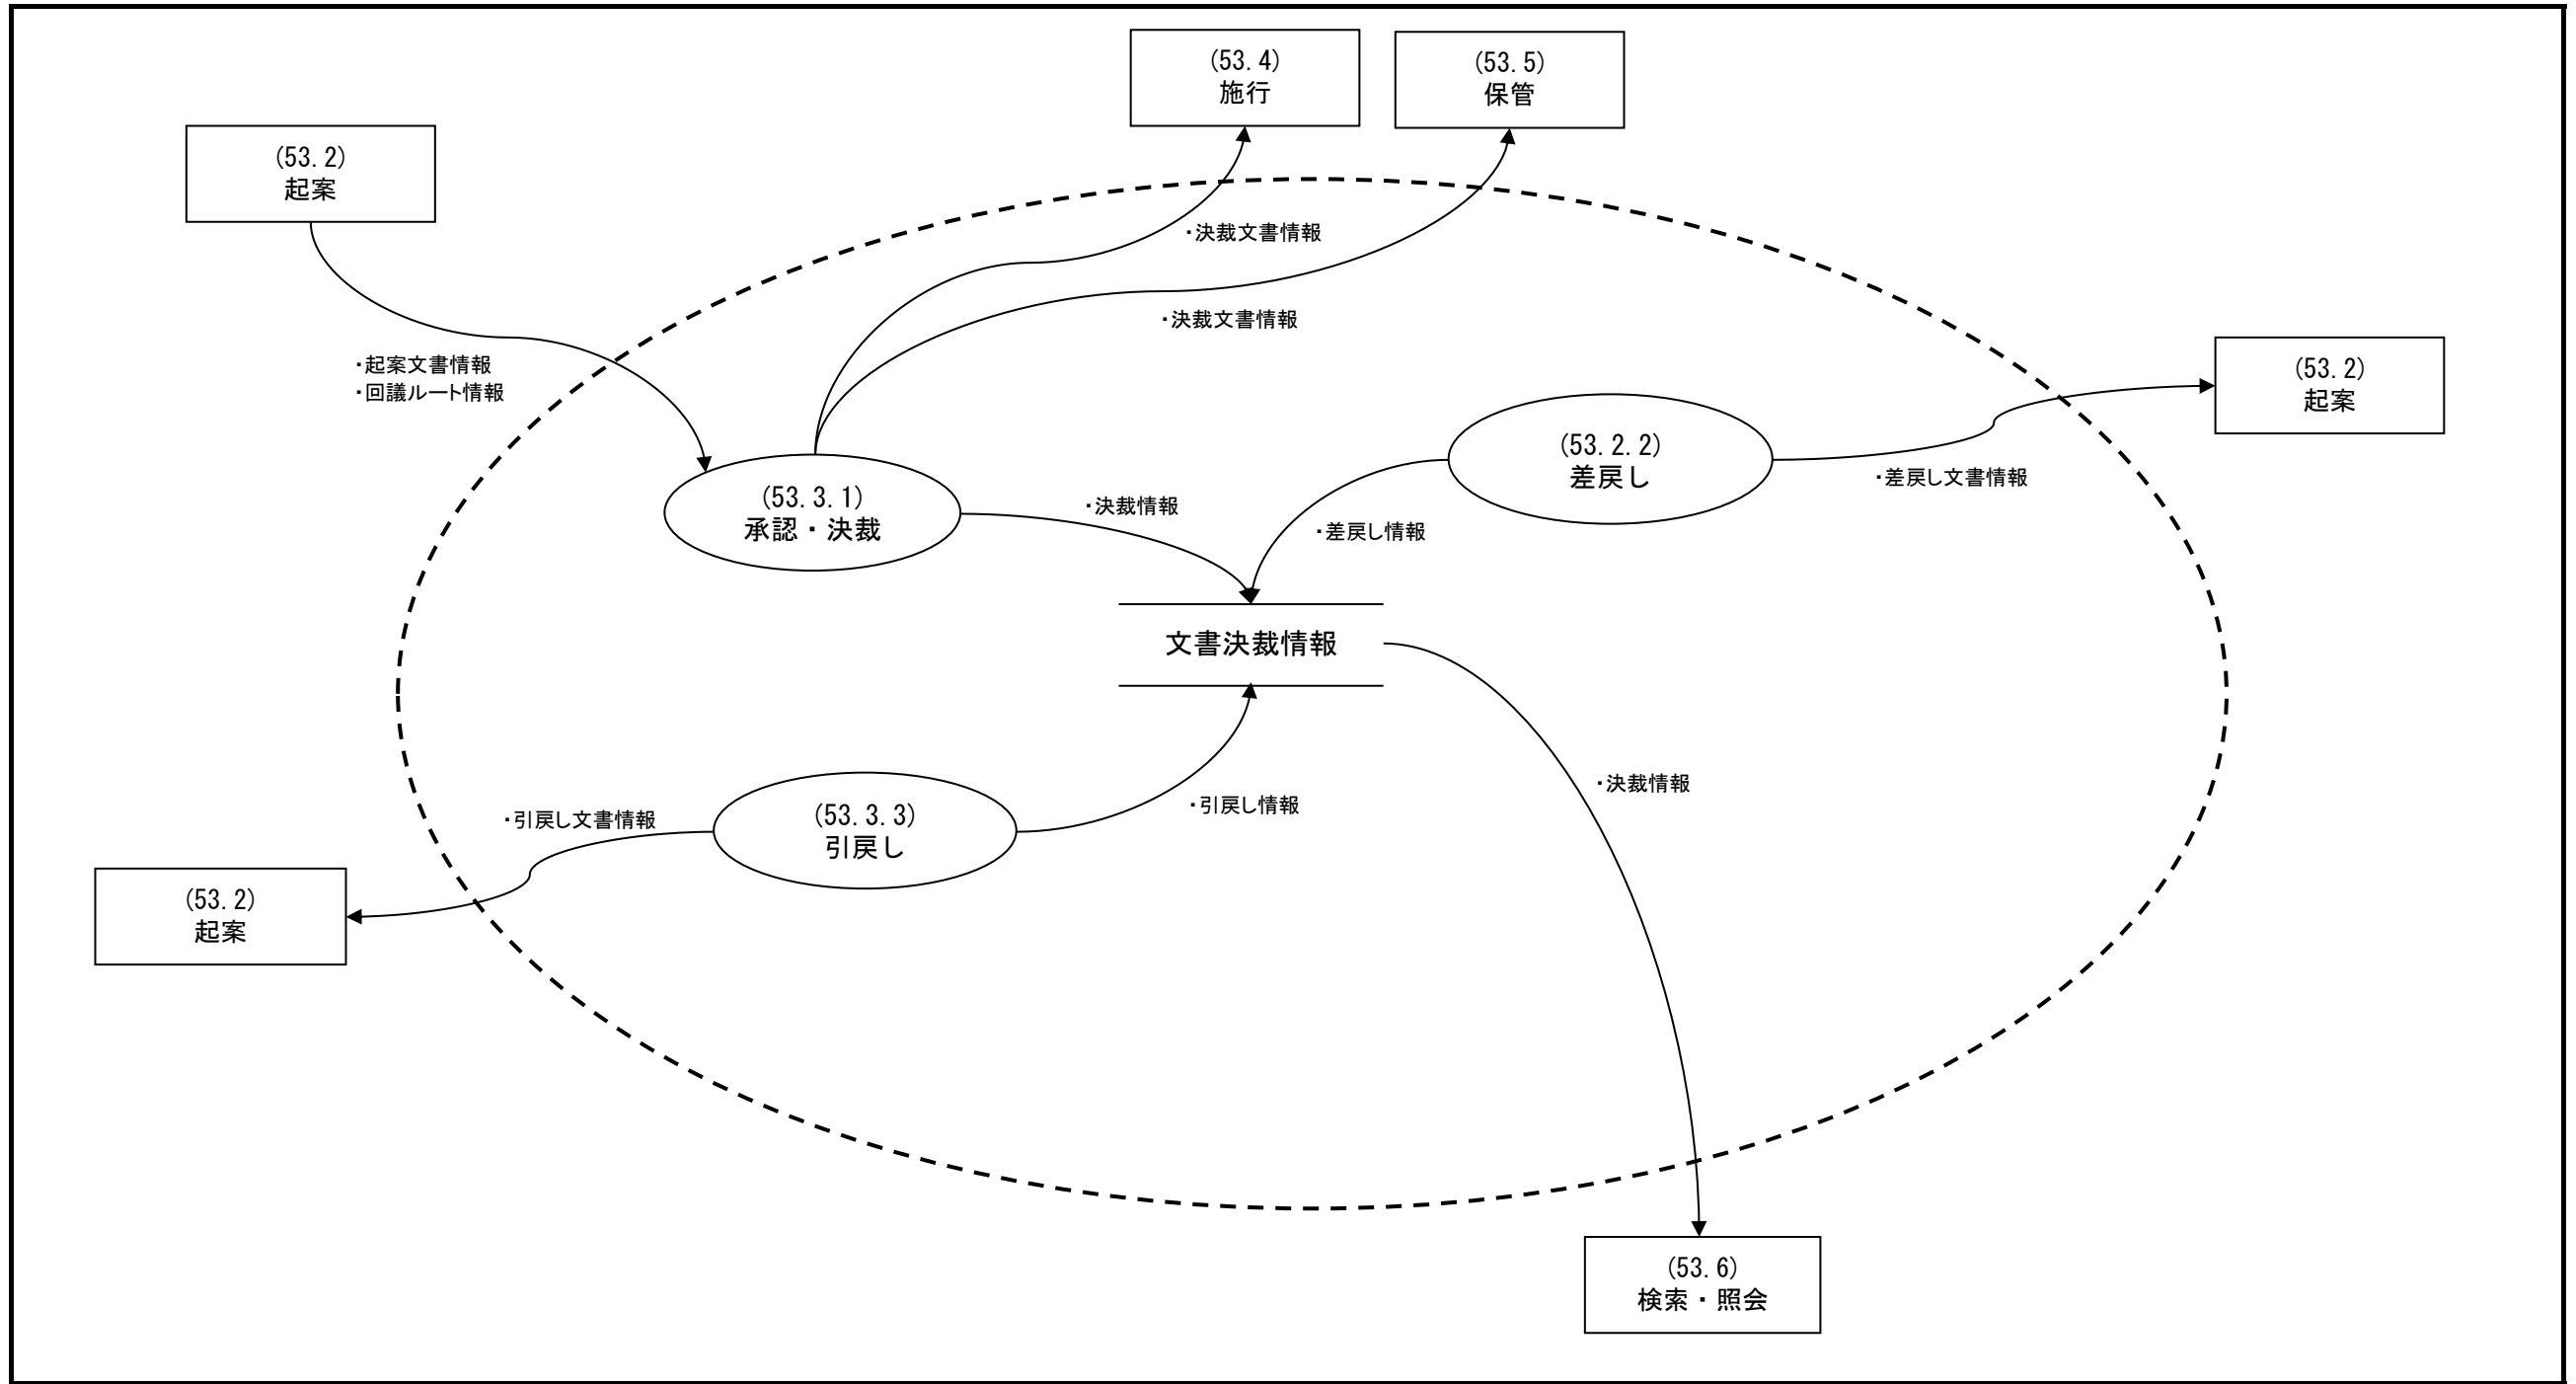 (53.4)
施行
(53.5)
保管
(53.2)
起案
・決裁文書情報
・決裁文書情報
・起案文書情報
・回議ルート情報
(53.2)
起案
(53.2.2)
差戻し
・差戻し文書情報
(53.3.1)
承認・決裁
・決裁情報
・差戻し情報
文書決裁情報
・決裁情報
・引戻し情報
(53.3.3)
引戻し
・引戻し文書情報
(53.2)
起案
(53.6)
検索・照会